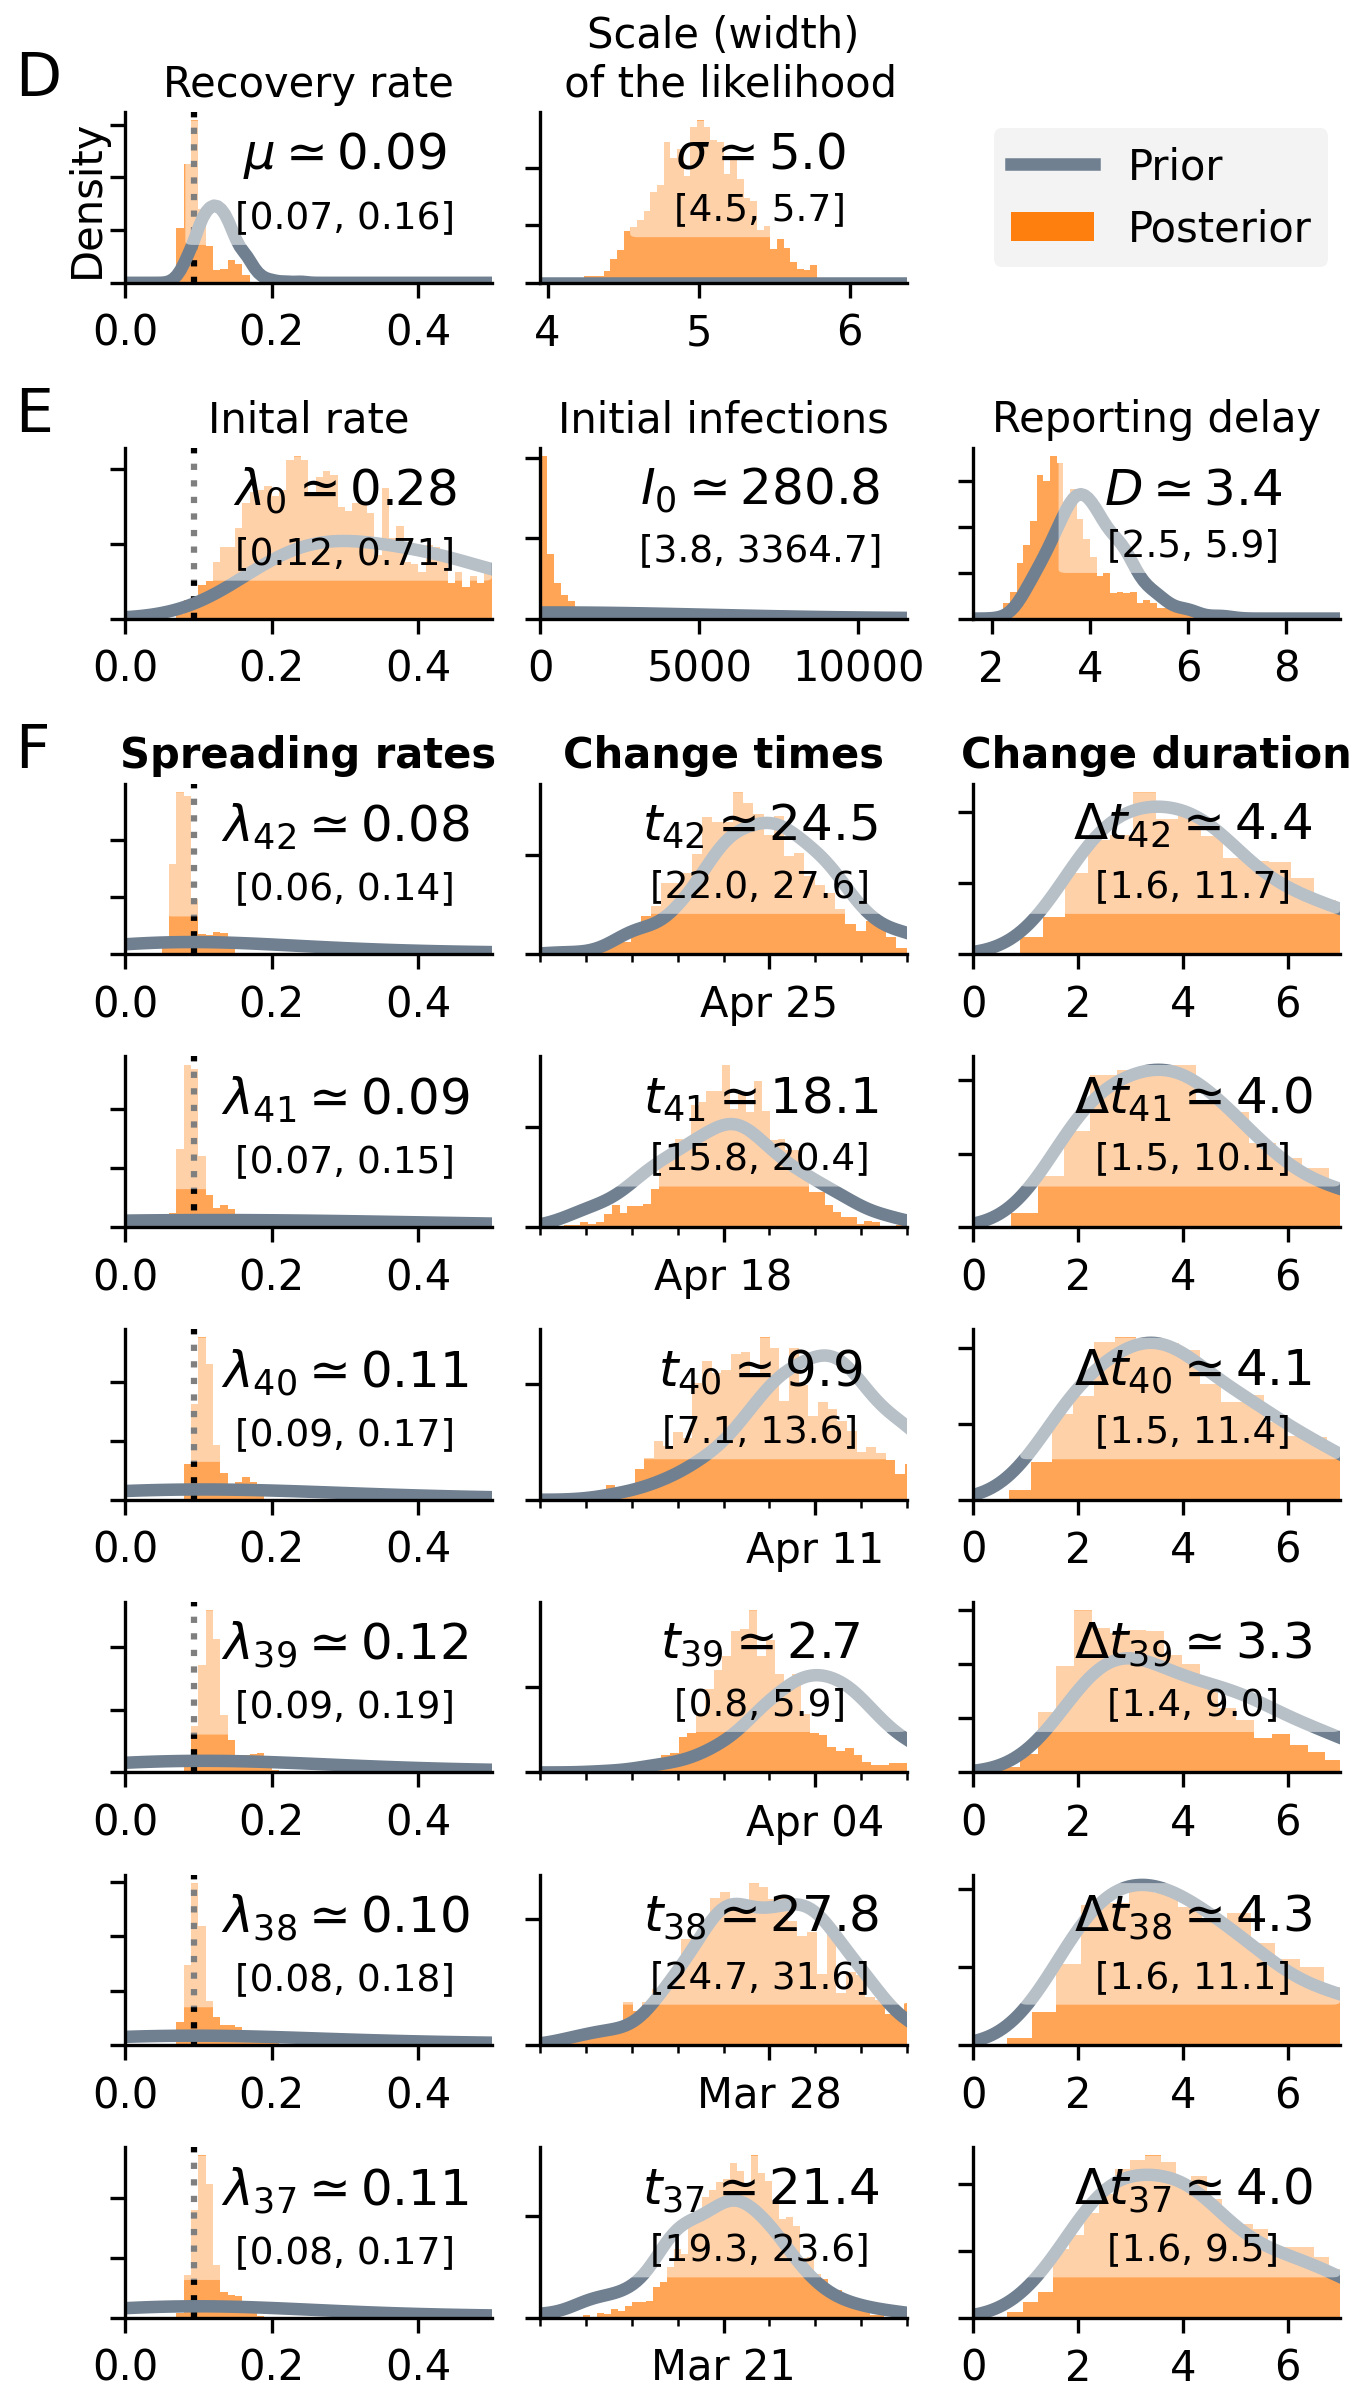 D
Recovery rate
Scale (width)
of the likelihood
Density
μ ≃ 0.09
[0.07, 0.16]
0.0 0.2 0.4
σ ≃ 5.0
[4.5, 5.7]
4 5 6
Prior
Posterior
E
Inital rate
λ0 ≃ 0.28
[0.12, 0.71]
0.0 0.2 0.4
Initial infections
I0 ≃ 280.8
[3.8, 3364.7]
0 5000 10000
Reporting delay
D ≃ 3.4
[2.5, 5.9]
2 4 6 8
F
Spreading rates
Change times
Change duration
λ42 ≃ 0.08
[0.06, 0.14]
0.0 0.2 0.4
t42 ≃ 24.5
[22.0, 27.6]
Apr 25
Δt42 ≃ 4.4
[1.6, 11.7]
0 2 4 6
λ41 ≃ 0.09
[0.07, 0.15]
0.0 0.2 0.4
t41 ≃ 18.1
[15.8, 20.4]
Apr 18
Δt41 ≃ 4.0
[1.5, 10.1]
0 2 4 6
λ40 ≃ 0.11
[0.09, 0.17]
0.0 0.2 0.4
t40 ≃ 9.9
[7.1, 13.6]
Apr 11
Δt40 ≃ 4.1
[1.5, 11.4]
0 2 4 6
λ39 ≃ 0.12
[0.09, 0.19]
0.0 0.2 0.4
t39 ≃ 2.7
[0.8, 5.9]
Apr 04
Δt39 ≃ 3.3
[1.4, 9.0]
0 2 4 6
λ38 ≃ 0.10
[0.08, 0.18]
0.0 0.2 0.4
t38 ≃ 27.8
[24.7, 31.6]
Mar 28
Δt38 ≃ 4.3
[1.6, 11.1]
0 2 4 6
λ37 ≃ 0.11
[0.08, 0.17]
0.0 0.2 0.4
t37 ≃ 21.4
[19.3, 23.6]
Mar 21
Δt37 ≃ 4.0
[1.6, 9.5]
0 2 4 6